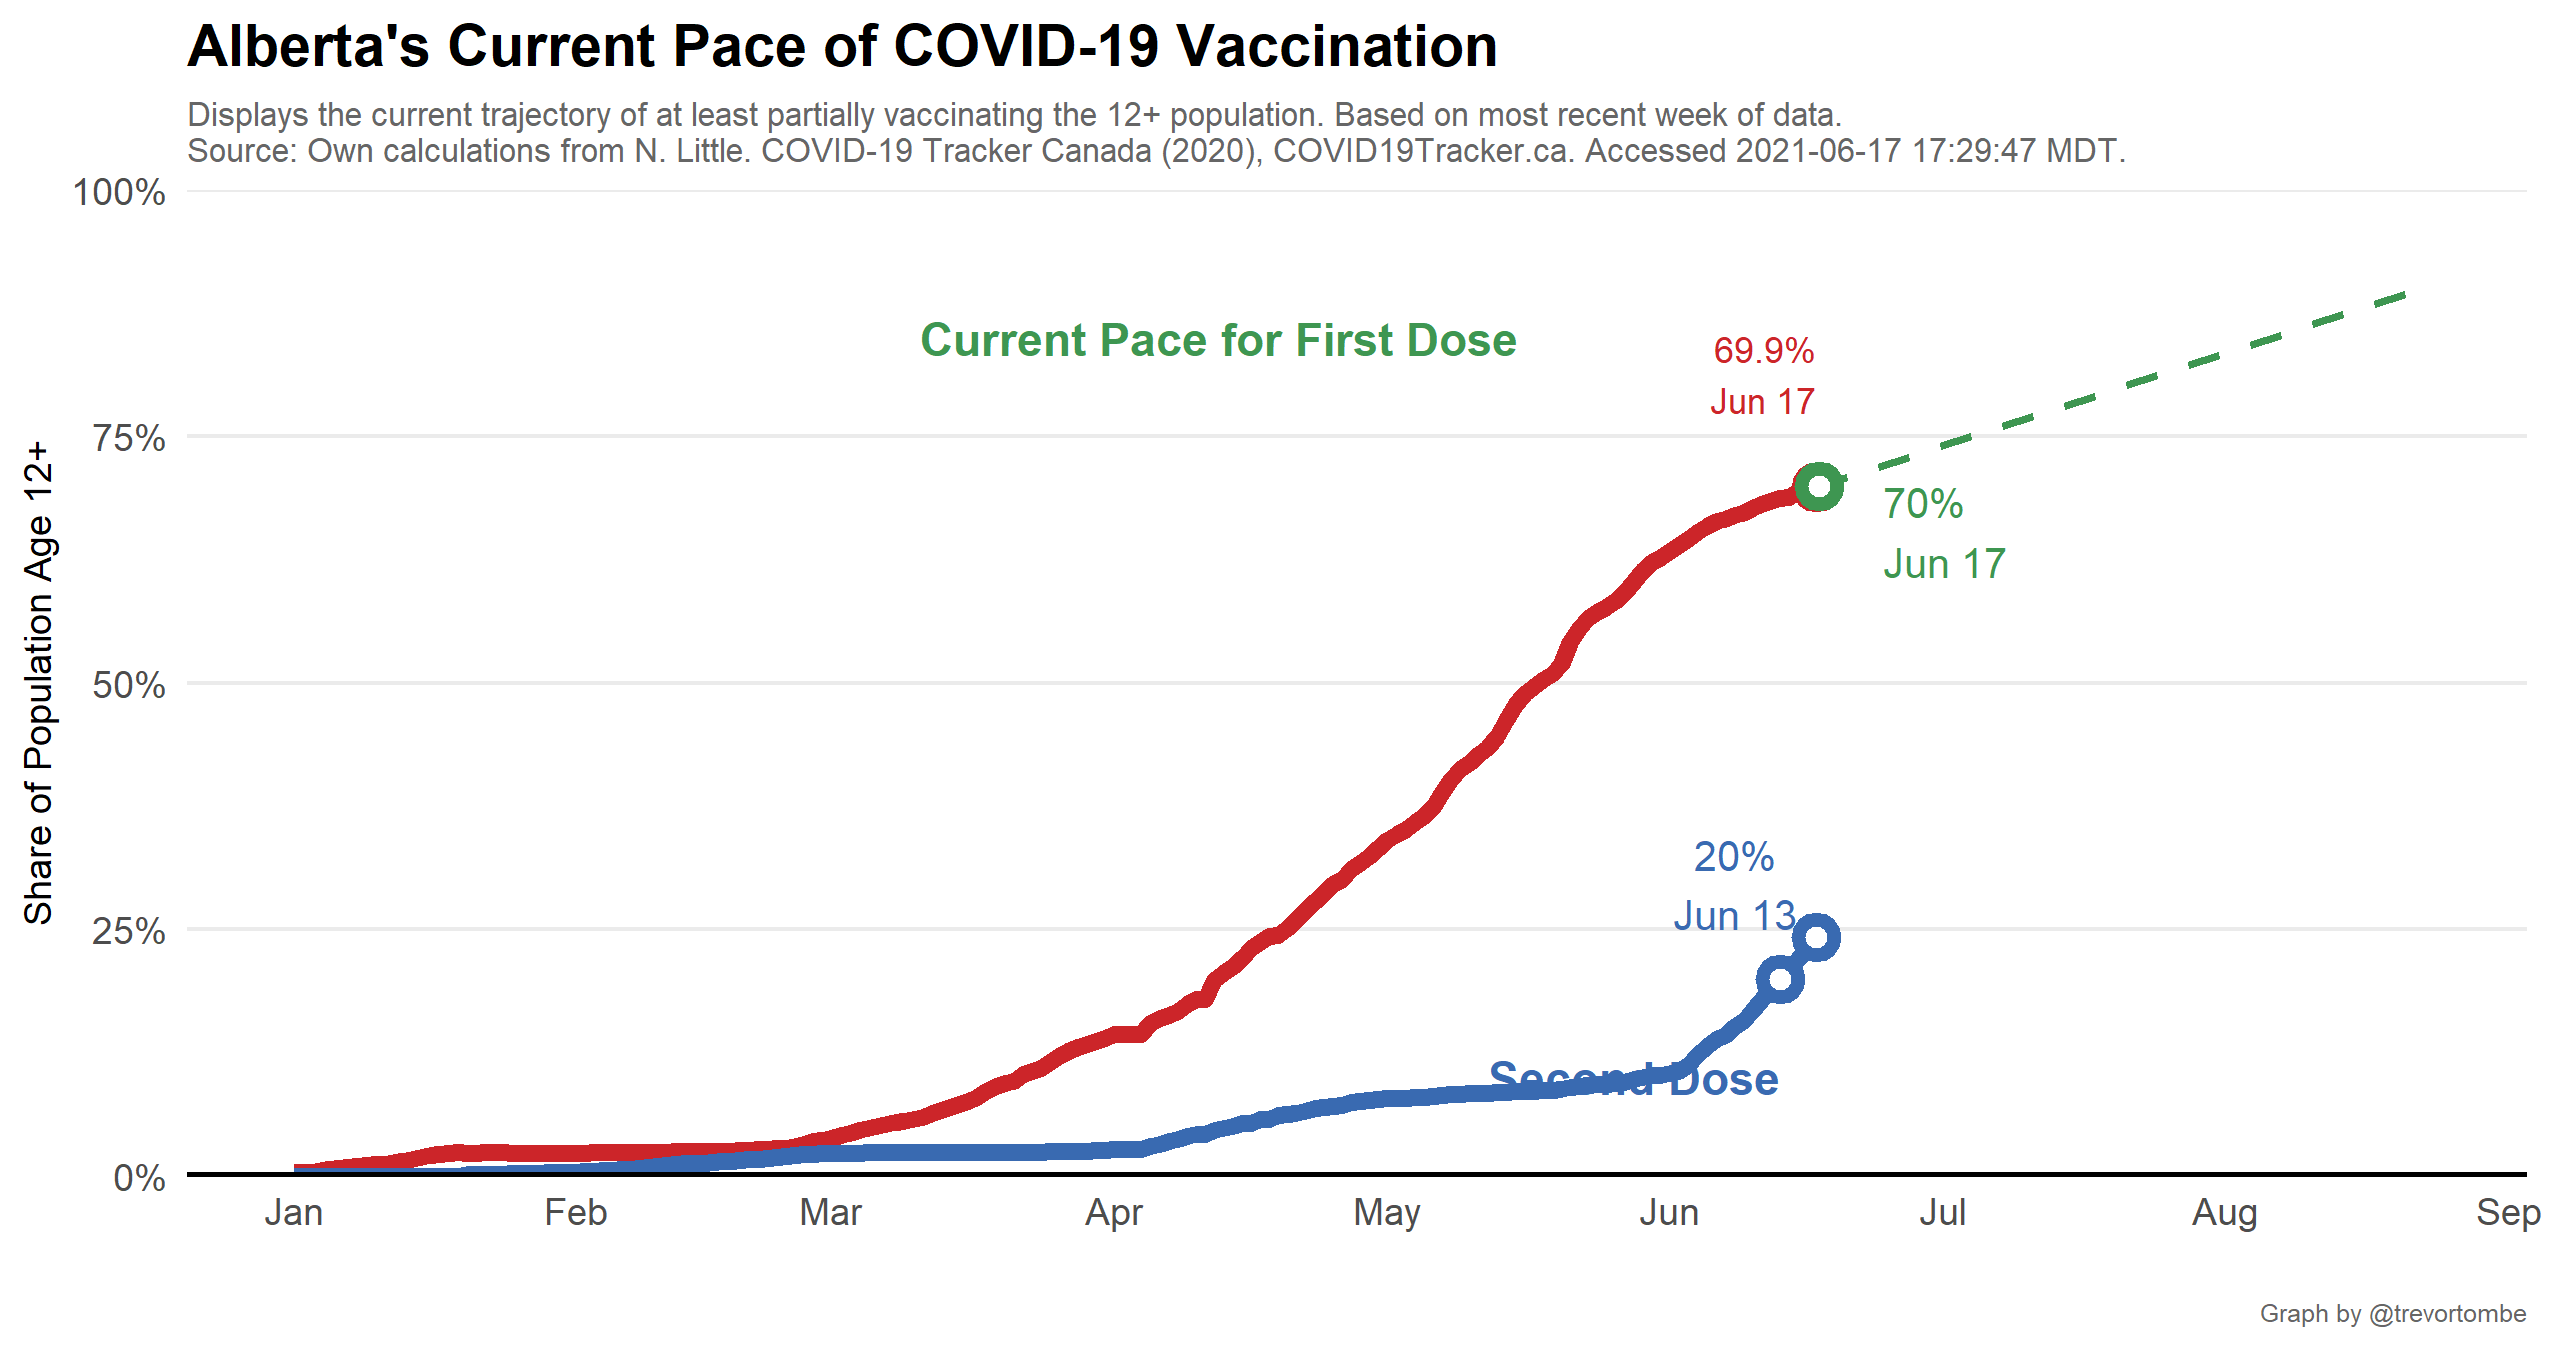 Alberta's Current Pace of COVID-19 Vaccination
Displays the current trajectory of at least partially vaccinating the 12+ population. Based on most recent week of data.
Source: Own calculations from N. Little. COVID-19 Tracker Canada (2020), COVID19Tracker.ca. Accessed 2021-06-17 17:29:47 MDT.
100%
75%
50%
25%
0%
Share of Population Age 12+
Current Pace for First Dose
69.9%
Jun 17
70%
Jun 17
20%
Jun 13
Second Dose
Jan
Feb
Mar
Apr
May
Jun
Jul
Aug
Sep
Graph by @trevortombe